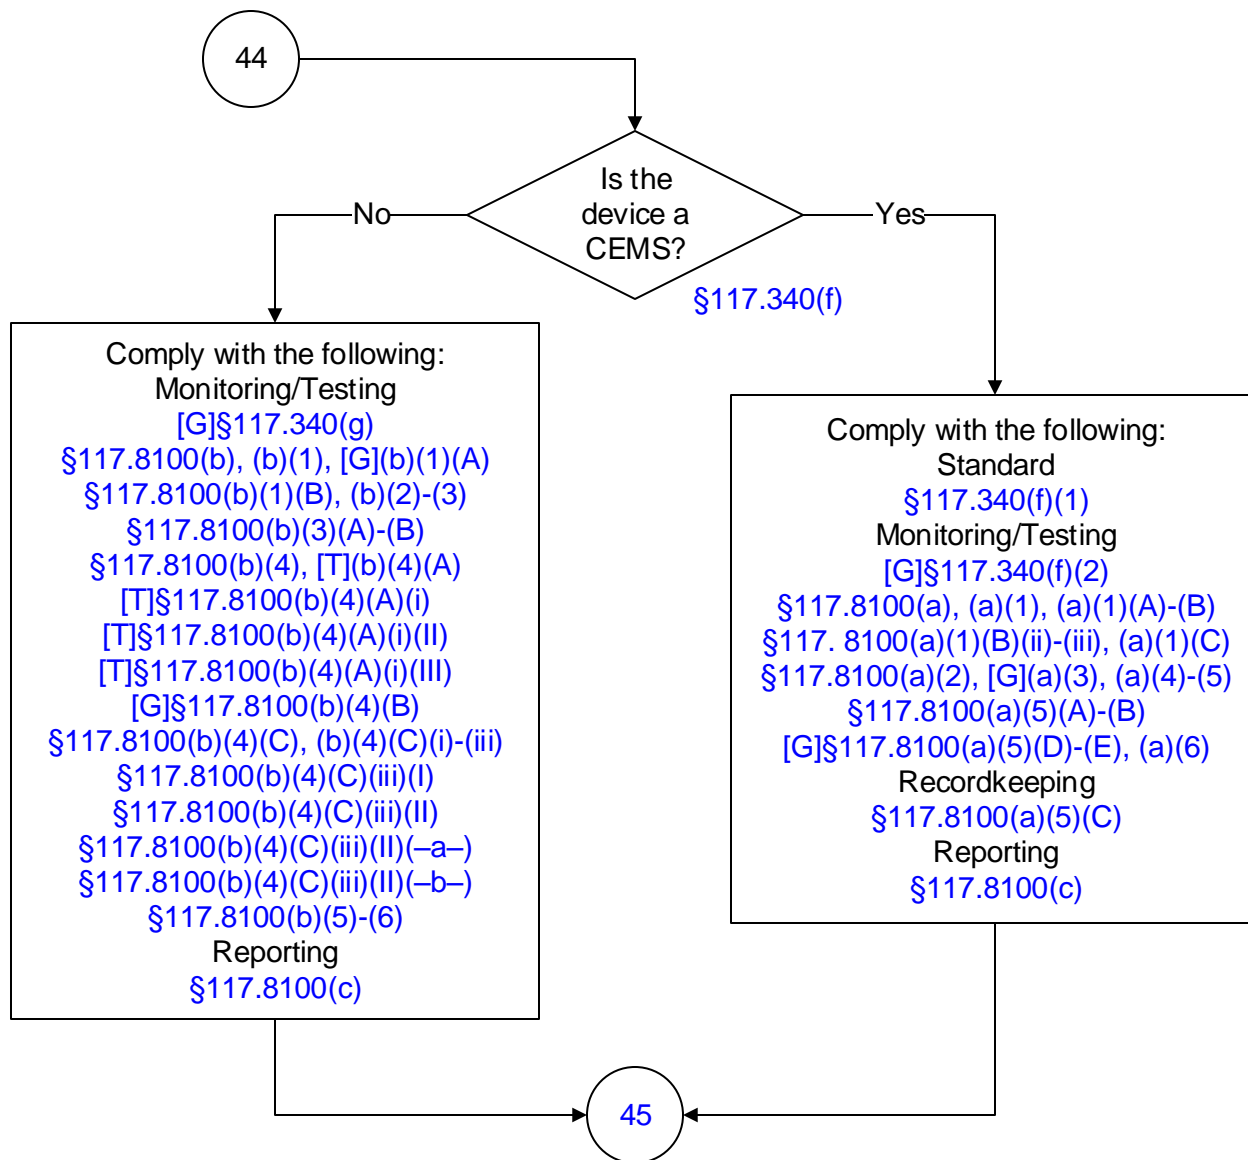 44
Is the
device a
CEMS?
No
Yes
§117.340(f)
Comply with the following:
Monitoring/Testing
[G]§117.340(g)
§117.8100(b), (b)(1), [G](b)(1)(A)
§117.8100(b)(1)(B), (b)(2)-(3)
§117.8100(b)(3)(A)-(B)
§117.8100(b)(4), [T](b)(4)(A)
[T]§117.8100(b)(4)(A)(i)
[T]§117.8100(b)(4)(A)(i)(II)
[T]§117.8100(b)(4)(A)(i)(III)
[G]§117.8100(b)(4)(B)
§117.8100(b)(4)(C), (b)(4)(C)(i)-(iii)
§117.8100(b)(4)(C)(iii)(I)
§117.8100(b)(4)(C)(iii)(II)
§117.8100(b)(4)(C)(iii)(II)(–a–)
§117.8100(b)(4)(C)(iii)(II)(–b–)
§117.8100(b)(5)-(6)
Reporting
§117.8100(c)
Comply with the following:
Standard
§117.340(f)(1)
Monitoring/Testing
[G]§117.340(f)(2)
§117.8100(a), (a)(1), (a)(1)(A)-(B)
§117. 8100(a)(1)(B)(ii)-(iii), (a)(1)(C)
§117.8100(a)(2), [G](a)(3), (a)(4)-(5)
§117.8100(a)(5)(A)-(B)
[G]§117.8100(a)(5)(D)-(E), (a)(6)
Recordkeeping
§117.8100(a)(5)(C)
Reporting
§117.8100(c)
45